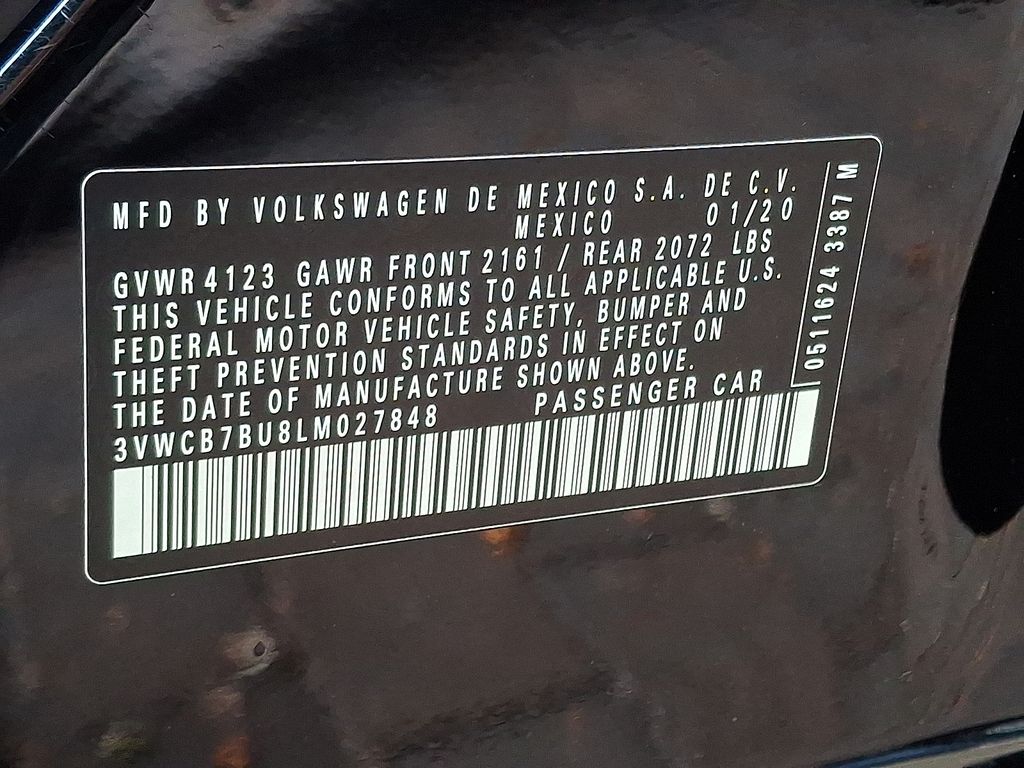 MFD BY VOLKSWAGEN DE MEXICO S.A. DE C.V.
MEXICO 01/20
GVWR 4123 GAWR FRONT 2161 / REAR 2072 LBS
THIS VEHICLE CONFORMS TO ALL APPLICABLE U.S.
FEDERAL MOTOR VEHICLE SAFETY, BUMPER AND
THEFT PREVENTION STANDARDS IN EFFECT ON
THE DATE OF MANUFACTURE SHOWN ABOVE.
3VWCB7BU8LM027848 PASSENGER CAR
0511624 3387 M